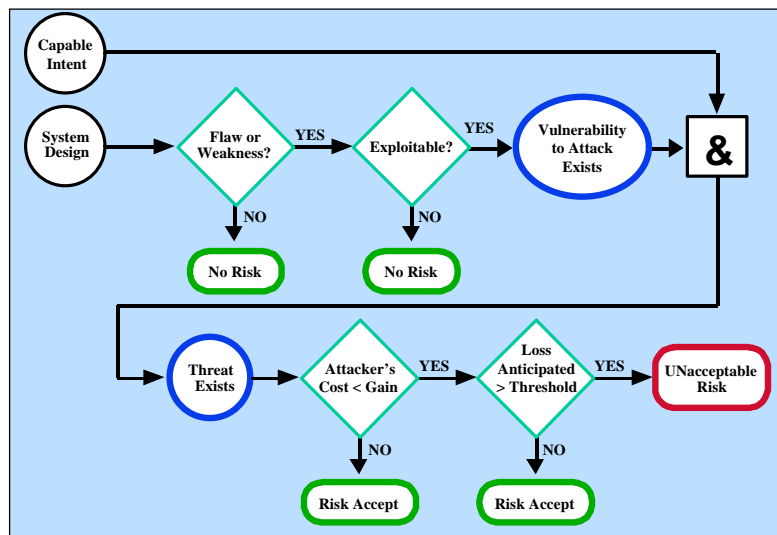 Capable
Intent
System
Design
Flaw or
Weakness?
YES
Exploitable?
YES
Vulnerability
to Attack
Exists
&
NO
NO
No Risk
No Risk
Threat
Exists
Attacker's
Cost < Gain
YES
Loss
Anticipated
> Threshold
YES
UNacceptable
Risk
NO
NO
Risk Accept
Risk Accept